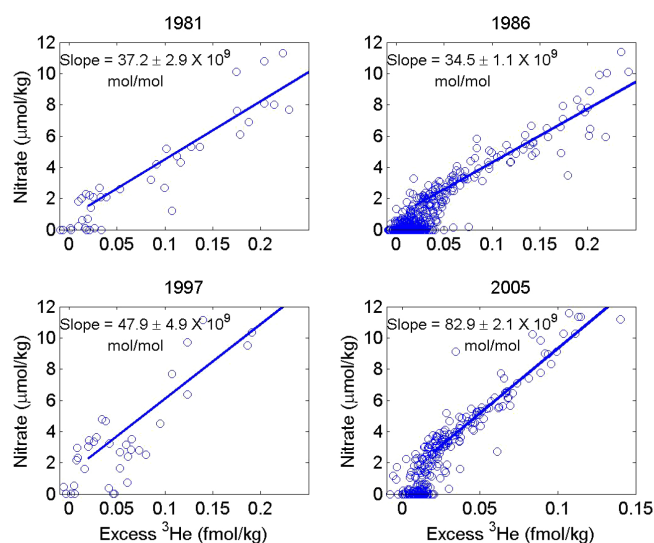 1981
Slope = 37.2 ± 2.9 X 10⁹
mol/mol
Nitrate (μmol/kg)
12
10
8
6
4
2
0
0 0.05 0.1 0.15 0.2
1986
Slope = 34.5 ± 1.1 X 10⁹
mol/mol
Nitrate (μmol/kg)
12
10
8
6
4
2
0
0 0.05 0.1 0.15 0.2
1997
Slope = 47.9 ± 4.9 X 10⁹
mol/mol
Nitrate (μmol/kg)
12
10
8
6
4
2
0
0 0.05 0.1 0.15 0.2
Excess ³He (fmol/kg)
2005
Slope = 82.9 ± 2.1 X 10⁹
mol/mol
Nitrate (μmol/kg)
12
10
8
6
4
2
0
0 0.05 0.1 0.15
Excess ³He (fmol/kg)